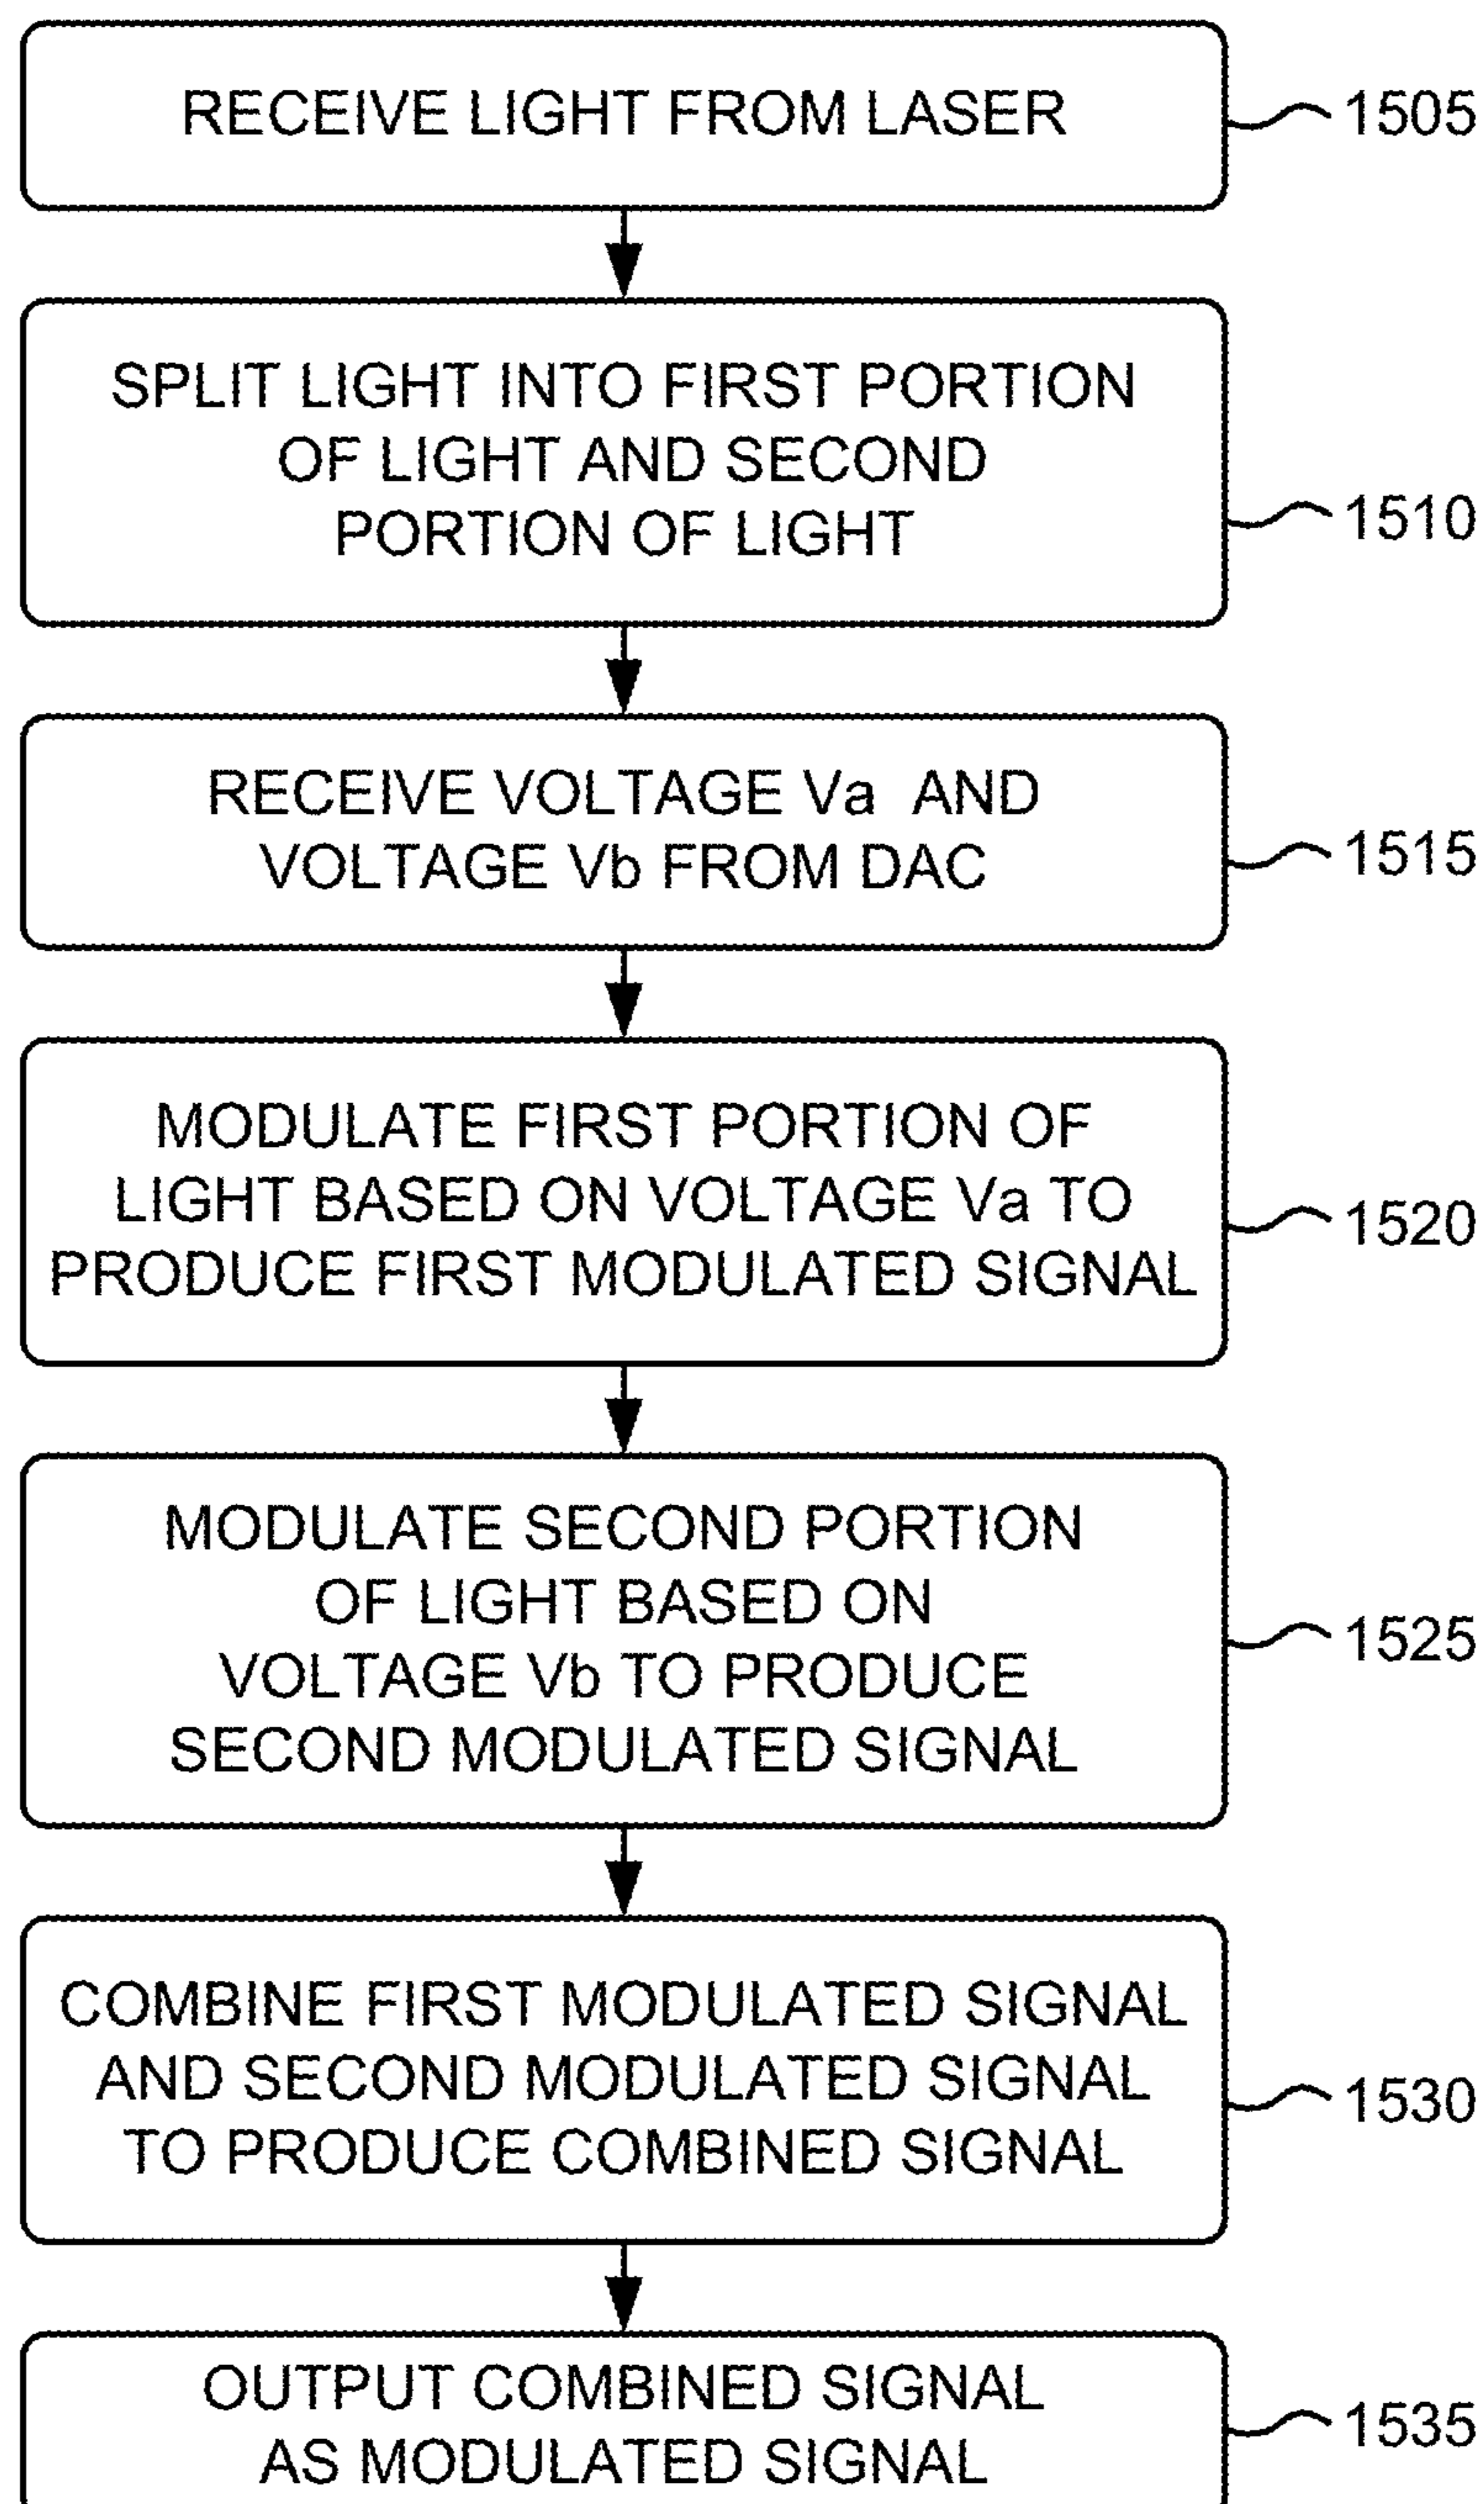 RECEIVE LIGHT FROM LASER
1505
SPLIT LIGHT INTO FIRST PORTION
OF LIGHT AND SECOND
PORTION OF LIGHT
1510
RECEIVE VOLTAGE Va AND
VOLTAGE Vb FROM DAC
1515
MODULATE FIRST PORTION OF
LIGHT BASED ON VOLTAGE Va TO
PRODUCE FIRST MODULATED SIGNAL
1520
MODULATE SECOND PORTION
OF LIGHT BASED ON
VOLTAGE Vb TO PRODUCE
SECOND MODULATED SIGNAL
1525
COMBINE FIRST MODULATED SIGNAL
AND SECOND MODULATED SIGNAL
TO PRODUCE COMBINED SIGNAL
1530
OUTPUT COMBINED SIGNAL
AS MODULATED SIGNAL
1535